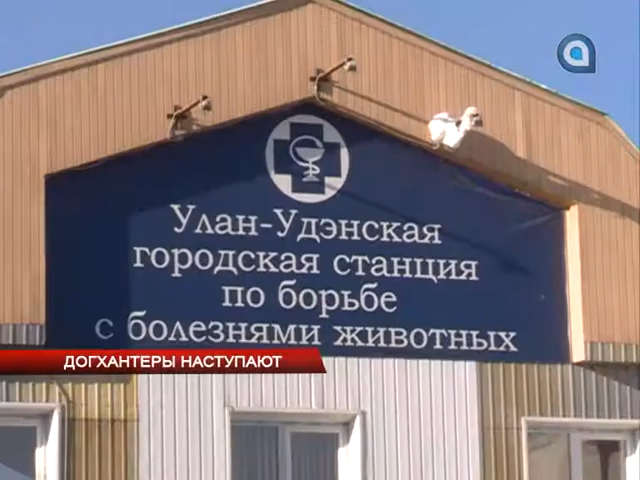 Улан-Удэнская
городская станция
по борьбе
с болезнями животных
ДОГХАНТЕРЫ НАСТУПАЮТ